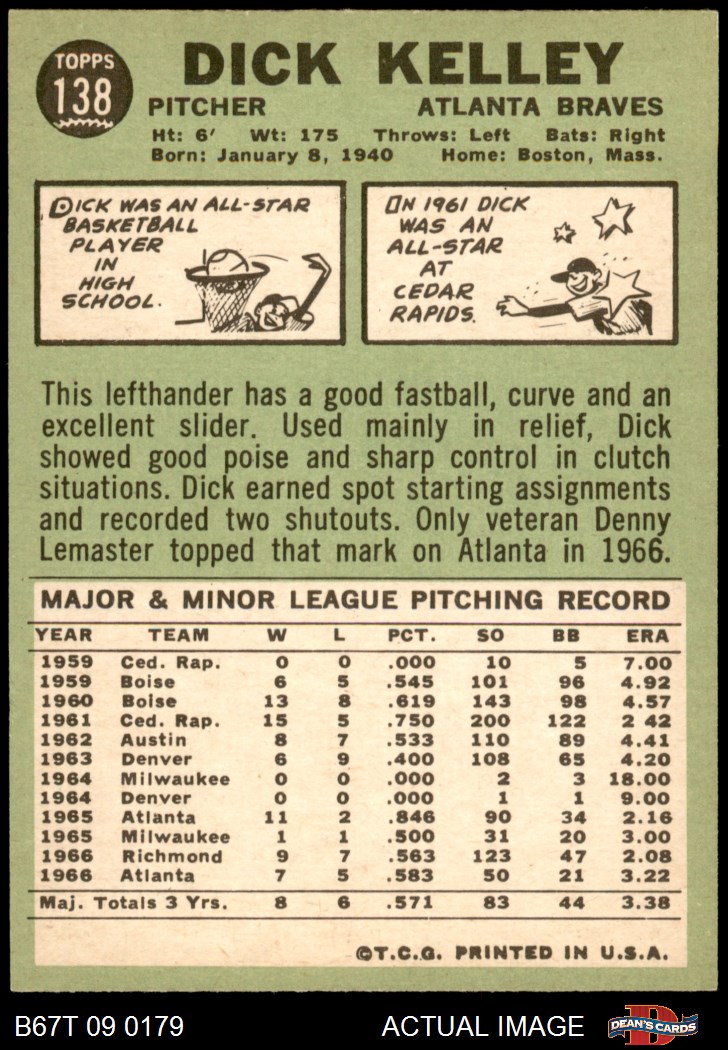 TOPPS
138
DICK KELLEY
PITCHER ATLANTA BRAVES
Ht: 6' Wt: 175 Throws: Left Bats: Right
Born: January 8, 1940 Home: Boston, Mass.
DICK WAS AN ALL-STAR
BASKETBALL
PLAYER
IN
HIGH
SCHOOL.
IN 1961 DICK
WAS AN
ALL-STAR
AT
CEDAR
RAPIDS.
This lefthander has a good fastball, curve and an
excellent slider. Used mainly in relief, Dick
showed good poise and sharp control in clutch
situations. Dick earned spot starting assignments
and recorded two shutouts. Only veteran Denny
Lemaster topped that mark on Atlanta in 1966.
MAJOR & MINOR LEAGUE PITCHING RECORD
YEAR TEAM W L PCT. SO BB ERA
1959 Ced. Rap. 0 0 .000 10 5 7.00
1959 Boise 6 5 .545 101 96 4.92
1960 Boise 13 8 .619 143 98 4.57
1961 Ced. Rap. 15 5 .750 200 122 2 42
1962 Austin 8 7 .533 110 89 4.41
1963 Denver 6 9 .400 108 65 4.20
1964 Milwaukee 0 0 .000 2 3 18.00
1964 Denver 0 0 .000 1 1 9.00
1965 Atlanta 11 2 .846 90 34 2.16
1965 Milwaukee 1 1 .500 31 20 3.00
1966 Richmond 9 7 .563 123 47 2.08
1966 Atlanta 7 5 .583 50 21 3.22
Maj. Totals 3 Yrs. 8 6 .571 83 44 3.38
©T.C.G. PRINTED IN U.S.A.
B67T 09 0179 ACTUAL IMAGE D DEAN'S CARDS